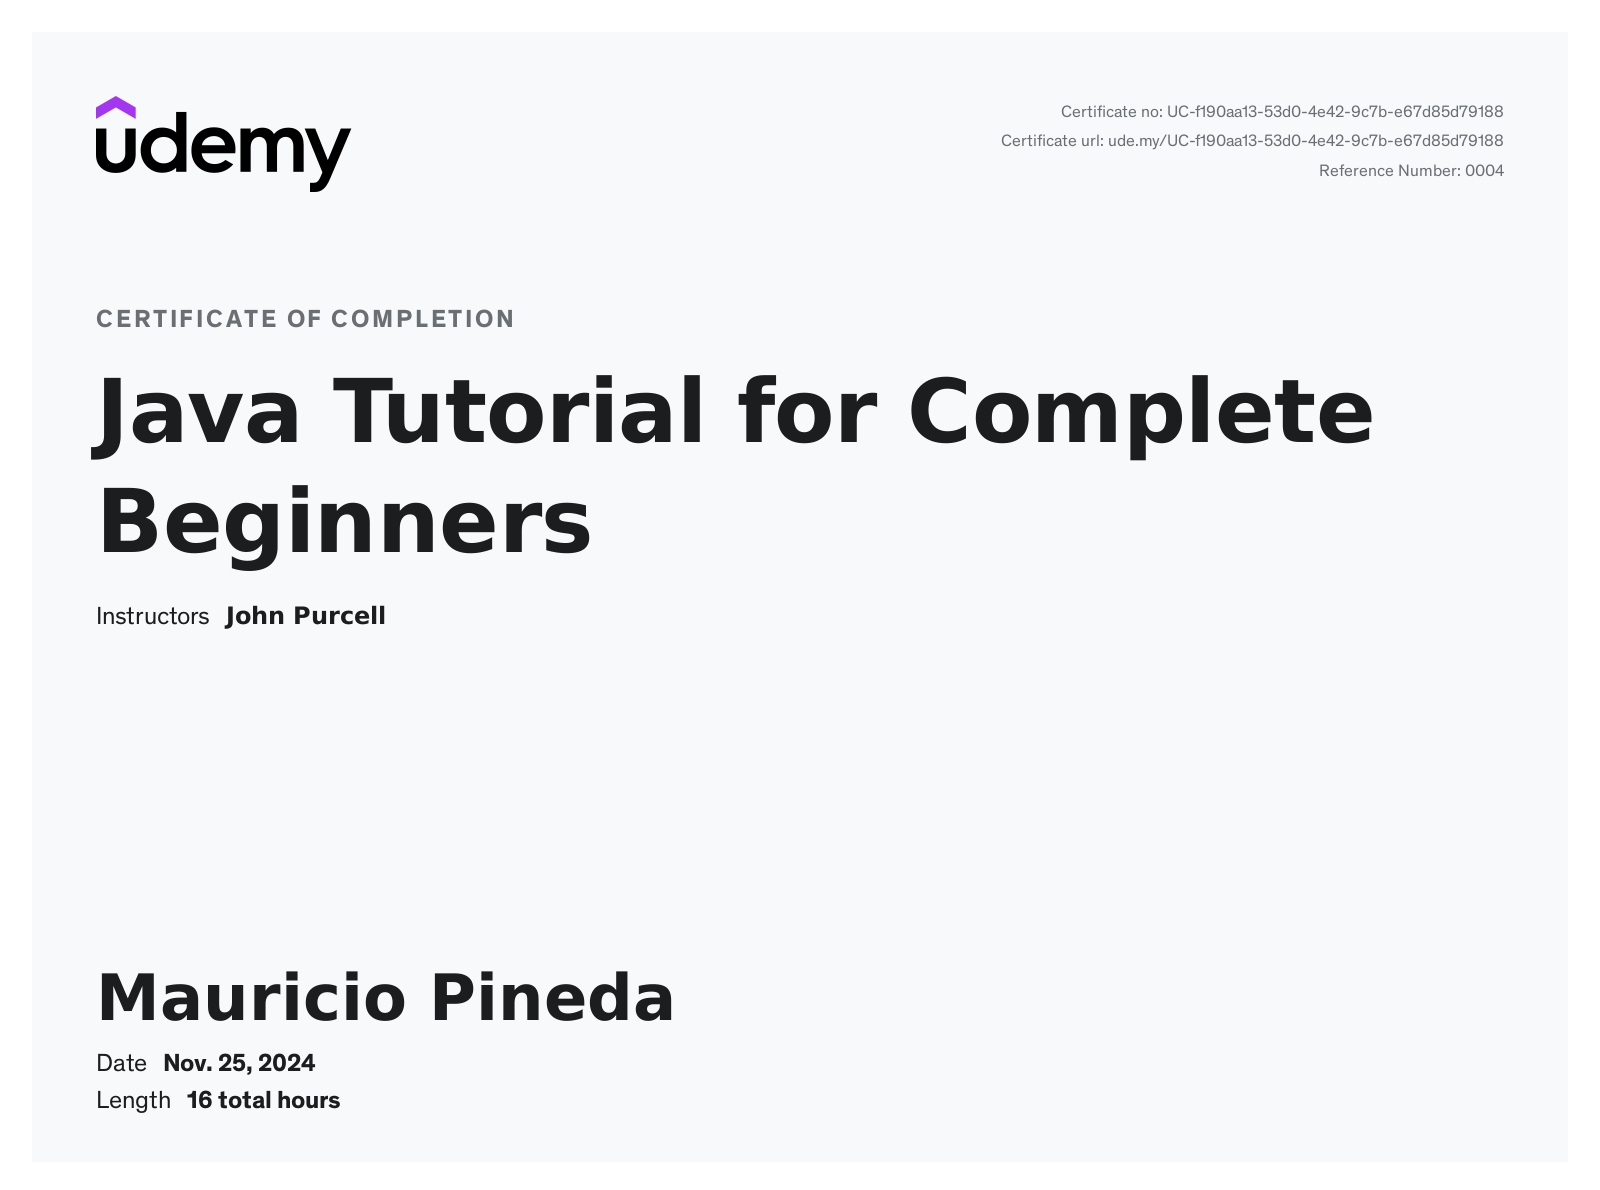 udemy
Certificate no: UC-f190aa13-53d0-4e42-9c7b-e67d85d79188
Certificate url: ude.my/UC-f190aa13-53d0-4e42-9c7b-e67d85d79188
Reference Number: 0004
CERTIFICATE OF COMPLETION
Java Tutorial for Complete
Beginners
Instructors John Purcell
Mauricio Pineda
Date Nov. 25, 2024
Length 16 total hours